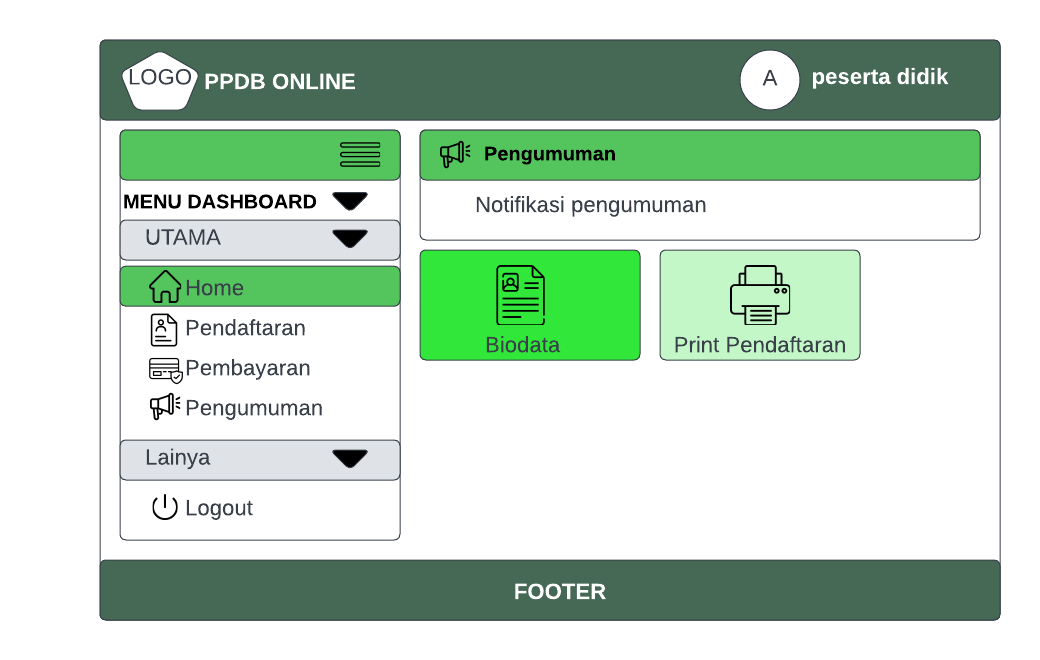 LOGO
PPDB ONLINE
A
peserta didik
MENU DASHBOARD
UTAMA
Home
Pendaftaran
Pembayaran
Pengumuman
Lainya
Logout
Pengumuman
Notifikasi pengumuman
Biodata
Print Pendaftaran
FOOTER